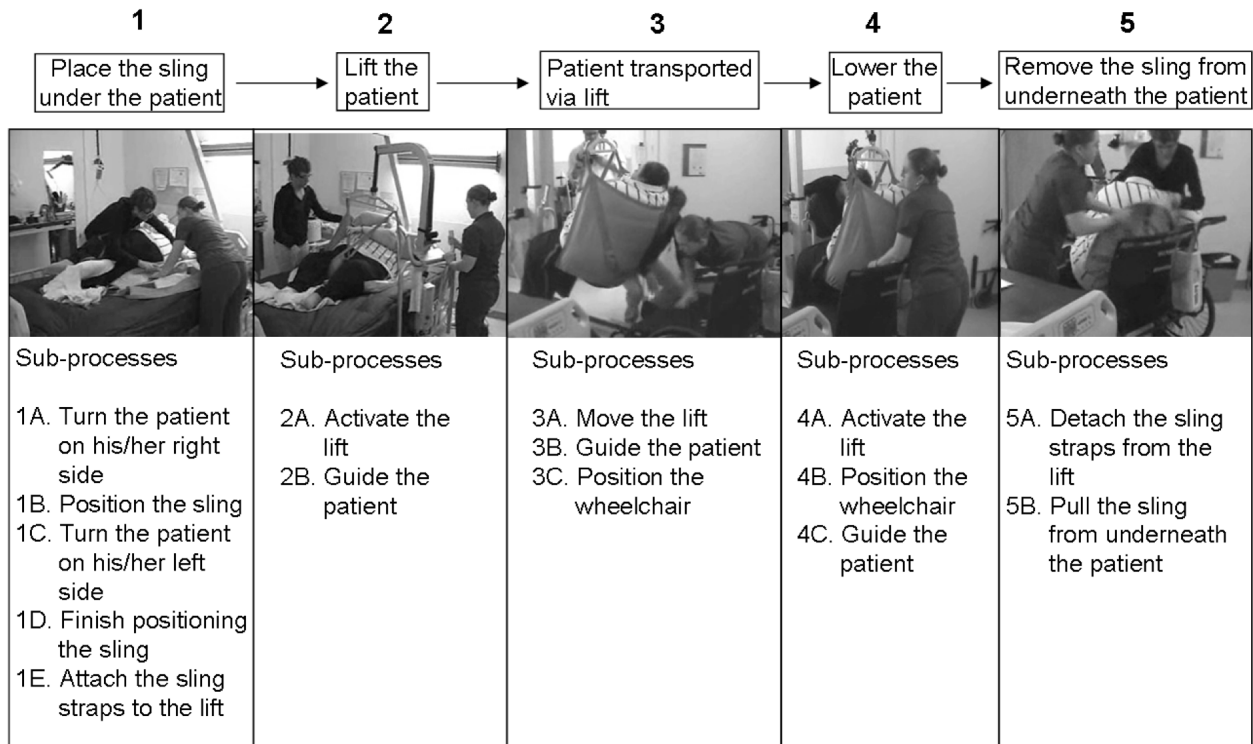 1
2
3
4
5
Place the sling
under the patient
Lift the
patient
Patient transported
via lift
Lower the
patient
Remove the sling from
underneath the patient
Sub-processes
1A. Turn the patient
on his/her right
side
1B. Position the sling
1C. Turn the patient
on his/her left
side
1D. Finish positioning
the sling
1E. Attach the sling
straps to the lift
Sub-processes
2A. Activate the
lift
2B. Guide the
patient
Sub-processes
3A. Move the lift
3B. Guide the patient
3C. Position the
wheelchair
Sub-processes
4A. Activate the
lift
4B. Position the
wheelchair
4C. Guide the
patient
Sub-processes
5A. Detach the sling
straps from the
lift
5B. Pull the sling
from underneath
the patient